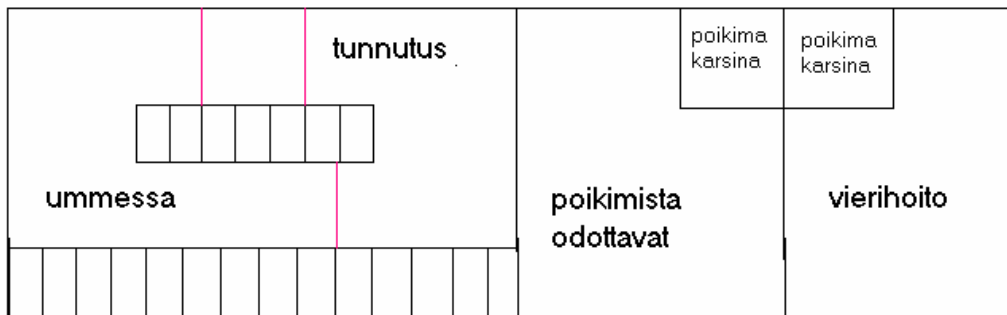 tunnutus
poikima
karsina
poikima
karsina
ummessa
poikimista
odottavat
vierihoito